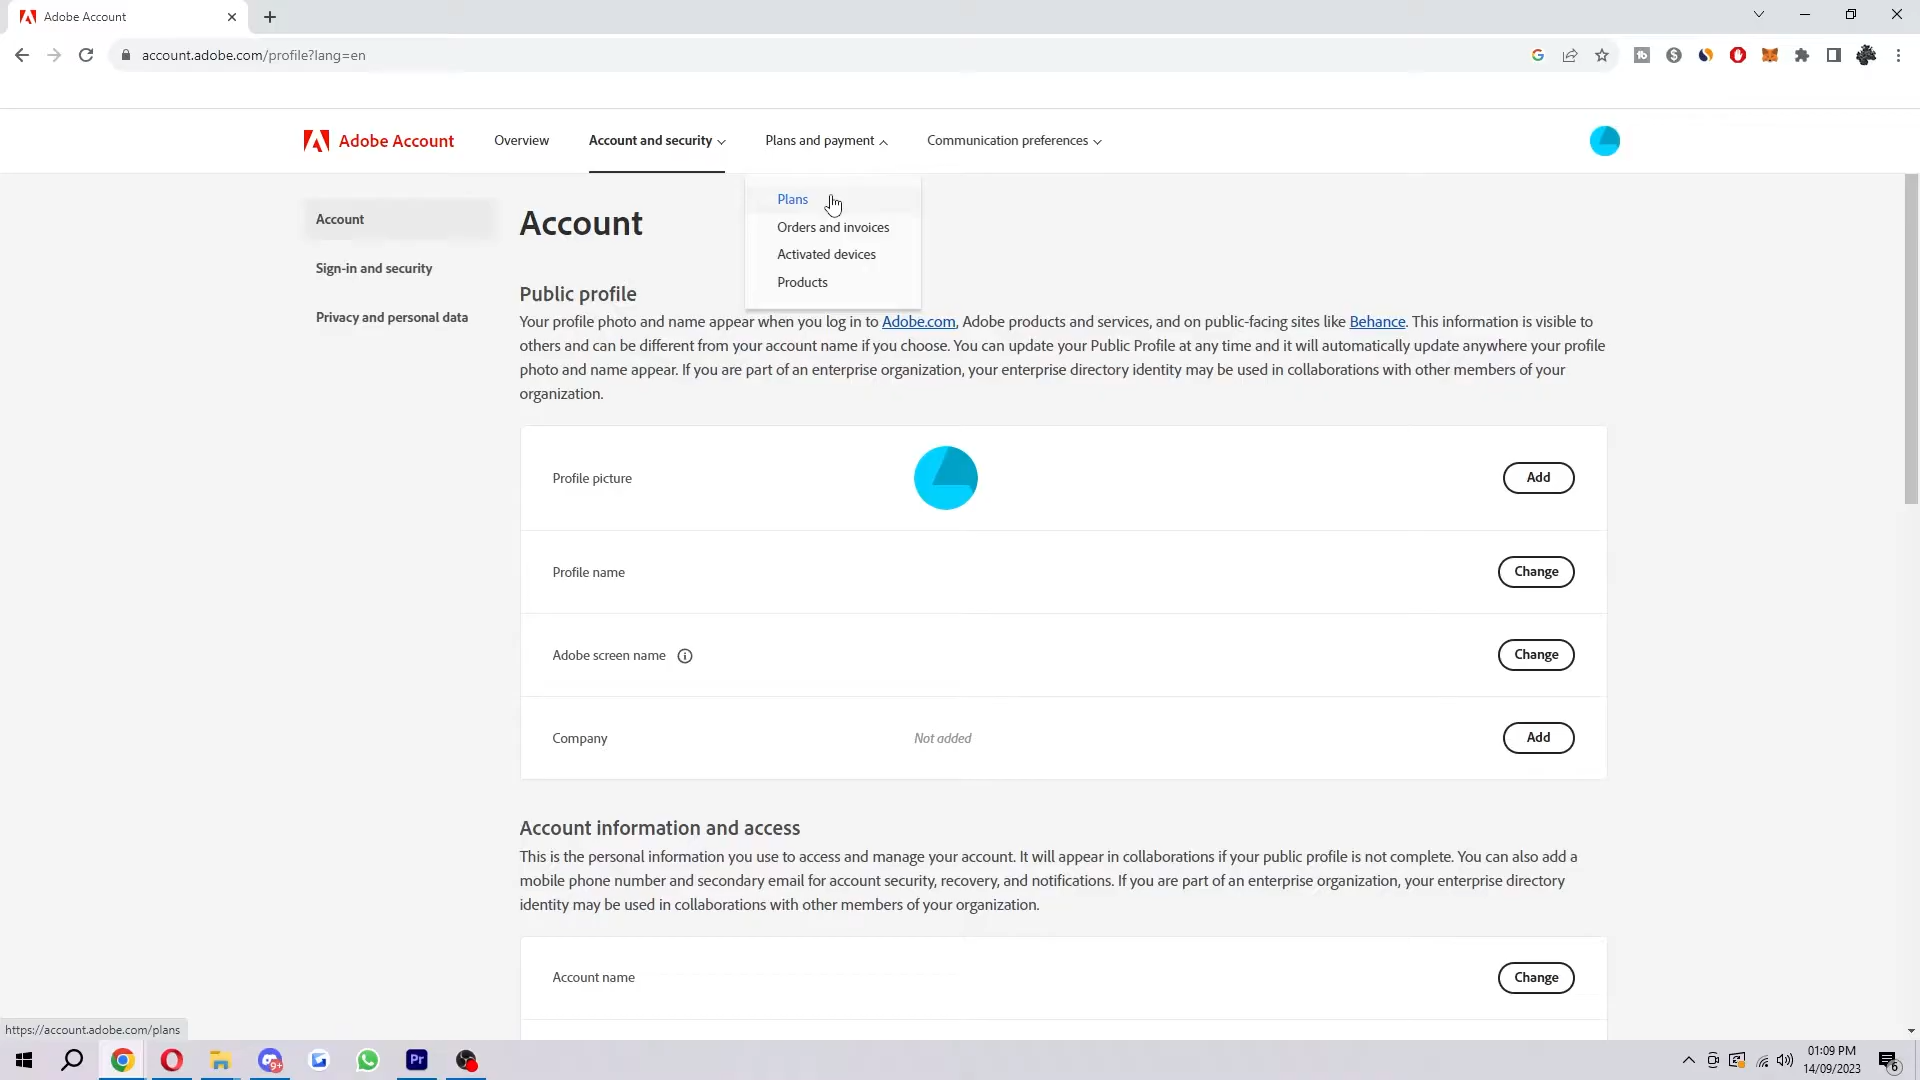 Adobe Account
account.adobe.com/profile?lang=en
Adobe Account
Overview
Account and security
Plans and payment
Communication preferences
Plans
Orders and invoices
Activated devices
Products
Account
Sign-in and security
Privacy and personal data
Account
Public profile
Your profile photo and name appear when you log in to Adobe.com, Adobe products and services, and on public-facing sites like Behance. This information is visible to
others and can be different from your account name if you choose. You can update your Public Profile at any time and it will automatically update anywhere your profile
photo and name appear. If you are part of an enterprise organization, your enterprise directory identity may be used in collaborations with other members of your
organization.
Profile picture
Add
Profile name
Change
Adobe screen name
Change
Company
Not added
Add
Account information and access
This is the personal information you use to access and manage your account. It will appear in collaborations if your public profile is not complete. You can also add a
mobile phone number and secondary email for account security, recovery, and notifications. If you are part of an enterprise organization, your enterprise directory
identity may be used in collaborations with other members of your organization.
Account name
Change
https://account.adobe.com/plans
9+
Pr
01:09 PM
14/09/2023
6